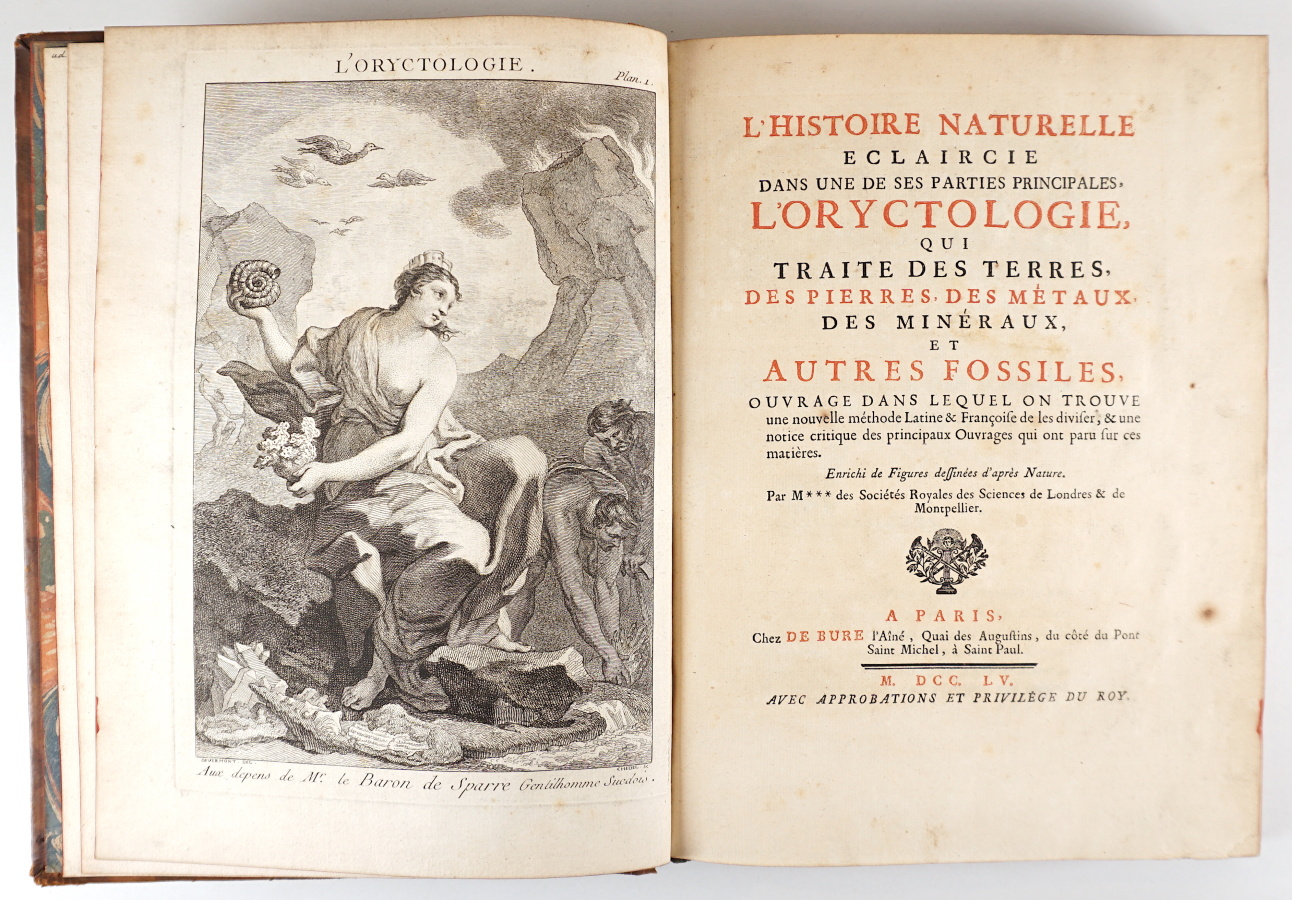 L'ORYCTOLOGIE.
Plan. 1.
Aux depens de Mr. le Baron de Sparre Gentilhomme Suedois.
L'HISTOIRE NATURELLE
ECLAIRCIE
DANS UNE DE SES PARTIES PRINCIPALES,
L'ORYCTOLOGIE,
QUI
TRAITE DES TERRES,
DES PIERRES, DES MÉTAUX,
DES MINÉRAUX,
ET
AUTRES FOSSILES,
OUVRAGE DANS LEQUEL ON TROUVE
une nouvelle méthode Latine & Françoiſe de les diviſer, & une
notice critique des principaux Ouvrages qui ont paru ſur ces
matières.
Enrichi de Figures deſſinées d'après Nature.
Par M*** des Sociétés Royales des Sciences de Londres & de
Montpellier.
A PARIS,
Chez DE BURE l'Aîné, Quai des Auguſtins, du côté du Pont
Saint Michel, à Saint Paul.
M. DCC. LV.
AVEC APPROBATIONS ET PRIVILÈGE DU ROY.